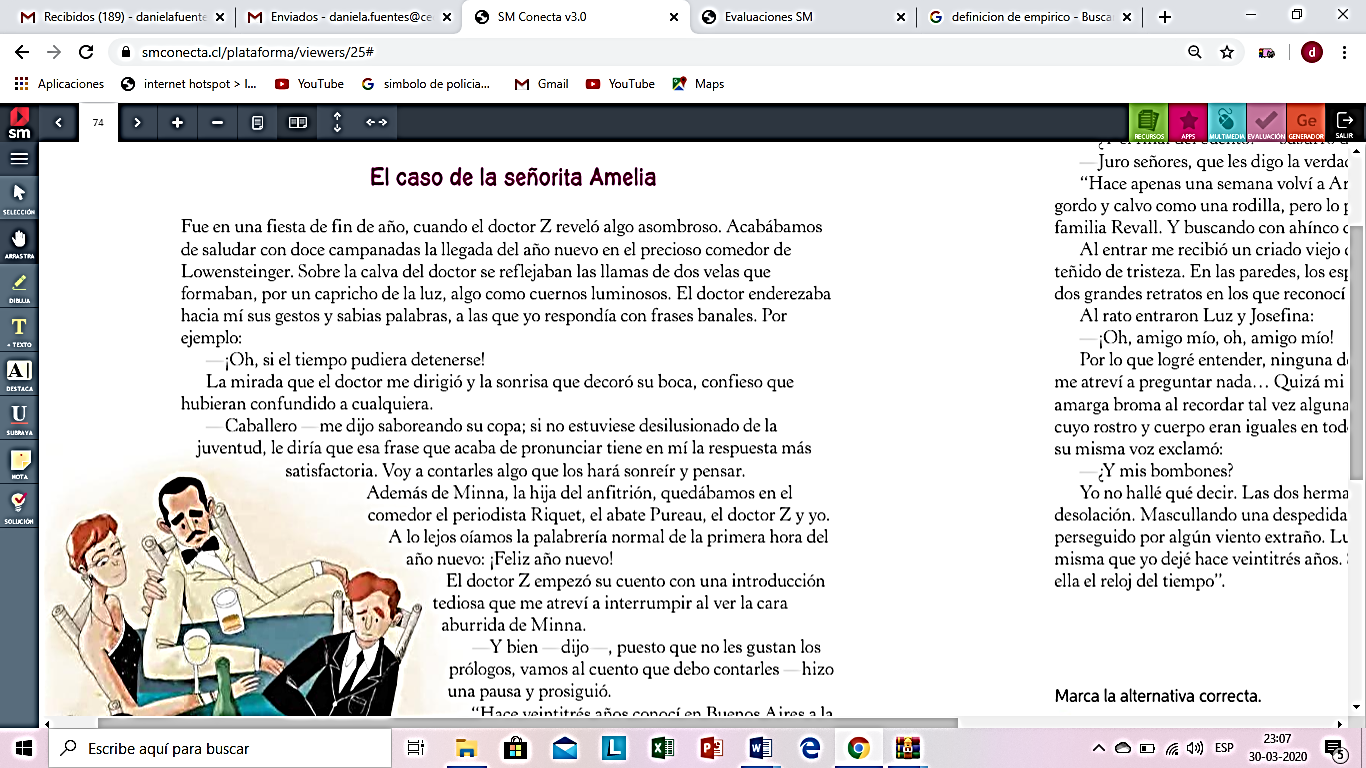 Recibidos (189) - danielafuente
Enviados - daniela.fuentes@ce
SM Conecta v3.0
Evaluaciones SM
definicion de empirico - Busca
smconecta.cl/plataforma/viewers/25#
d
Aplicaciones
internet hotspot > I...
YouTube
simbolo de policia...
Gmail
YouTube
Maps
sm
74
RECURSOS
APPS
MULTIMEDIA
EVALUACIÓN
Ge
GENERADOR
SALIR
SELECCIÓN
ARRASTRA
DIBUJA
T
+ TEXTO
A
DESTACA
U
SUBRAYA
NOTA
SOLUCIÓN
El caso de la señorita Amelia
Fue en una fiesta de fin de año, cuando el doctor Z reveló algo asombroso. Acabábamos
de saludar con doce campanadas la llegada del año nuevo en el precioso comedor de
Lowensteinger. Sobre la calva del doctor se reflejaban las llamas de dos velas que
formaban, por un capricho de la luz, algo como cuernos luminosos. El doctor enderezaba
hacia mí sus gestos y sabias palabras, a las que yo respondía con frases banales. Por
ejemplo:
—¡Oh, si el tiempo pudiera detenerse!
La mirada que el doctor me dirigió y la sonrisa que decoró su boca, confieso que
hubieran confundido a cualquiera.
—Caballero —me dijo saboreando su copa; si no estuviese desilusionado de la
juventud, le diría que esa frase que acaba de pronunciar tiene en mí la respuesta más
satisfactoria. Voy a contarles algo que los hará sonreír y pensar.
Además de Minna, la hija del anfitrión, quedábamos en el
comedor el periodista Riquet, el abate Pureau, el doctor Z y yo.
A lo lejos oíamos la palabrería normal de la primera hora del
año nuevo: ¡Feliz año nuevo!
El doctor Z empezó su cuento con una introducción
tediosa que me atreví a interrumpir al ver la cara
aburrida de Minna.
—Y bien —dijo—, puesto que no les gustan los
prólogos, vamos al cuento que debo contarles —hizo
una pausa y prosiguió.
“Hace veintitrés años conocí en Buenos Aires a la
—Juro señores, que les digo la verdad
“Hace apenas una semana volví a Ar
gordo y calvo como una rodilla, pero lo p
familia Revall. Y buscando con ahínco
Al entrar me recibió un criado viejo
teñido de tristeza. En las paredes, los esp
dos grandes retratos en los que reconocí
Al rato entraron Luz y Josefina:
—¡Oh, amigo mío, oh, amigo mío!
Por lo que logré entender, ninguna d
me atreví a preguntar nada… Quizá mi
amarga broma al recordar tal vez alguna
cuyo rostro y cuerpo eran iguales en tod
su misma voz exclamó:
—¿Y mis bombones?
Yo no hallé qué decir. Las dos herma
desolación. Mascullando una despedida
perseguido por algún viento extraño. Lu
misma que yo dejé hace veintitrés años.
ella el reloj del tiempo”.
Marca la alternativa correcta.
Escribe aquí para buscar
ESP
23:07
30-03-2020
5